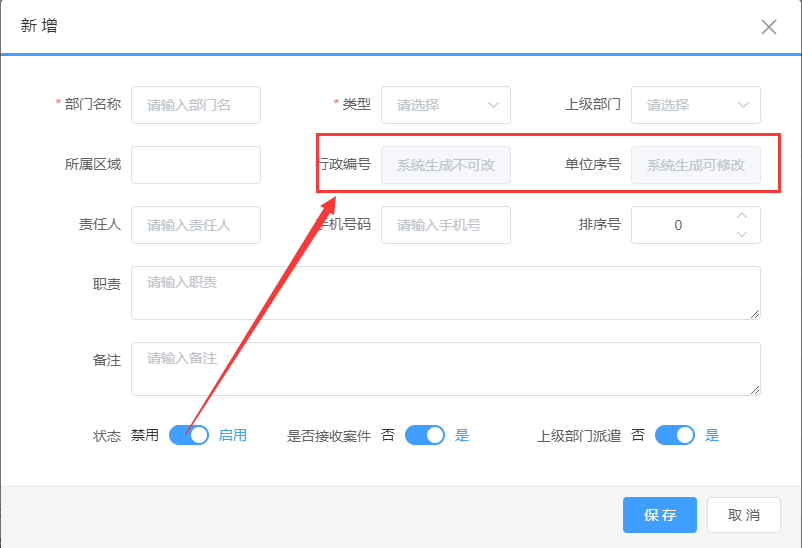 新 增
* 部门名称 请输入部门名 * 类型 请选择 上级部门 请选择
所属区域 行政编号 系统生成不可改 单位序号 系统生成可修改
责任人 请输入责任人 手机号码 请输入手机号 排序号 0
职责 请输入职责
备注 请输入备注
状态 禁用 启用 是否接收案件 否 是 上级部门派遣 否 是
保 存 取 消